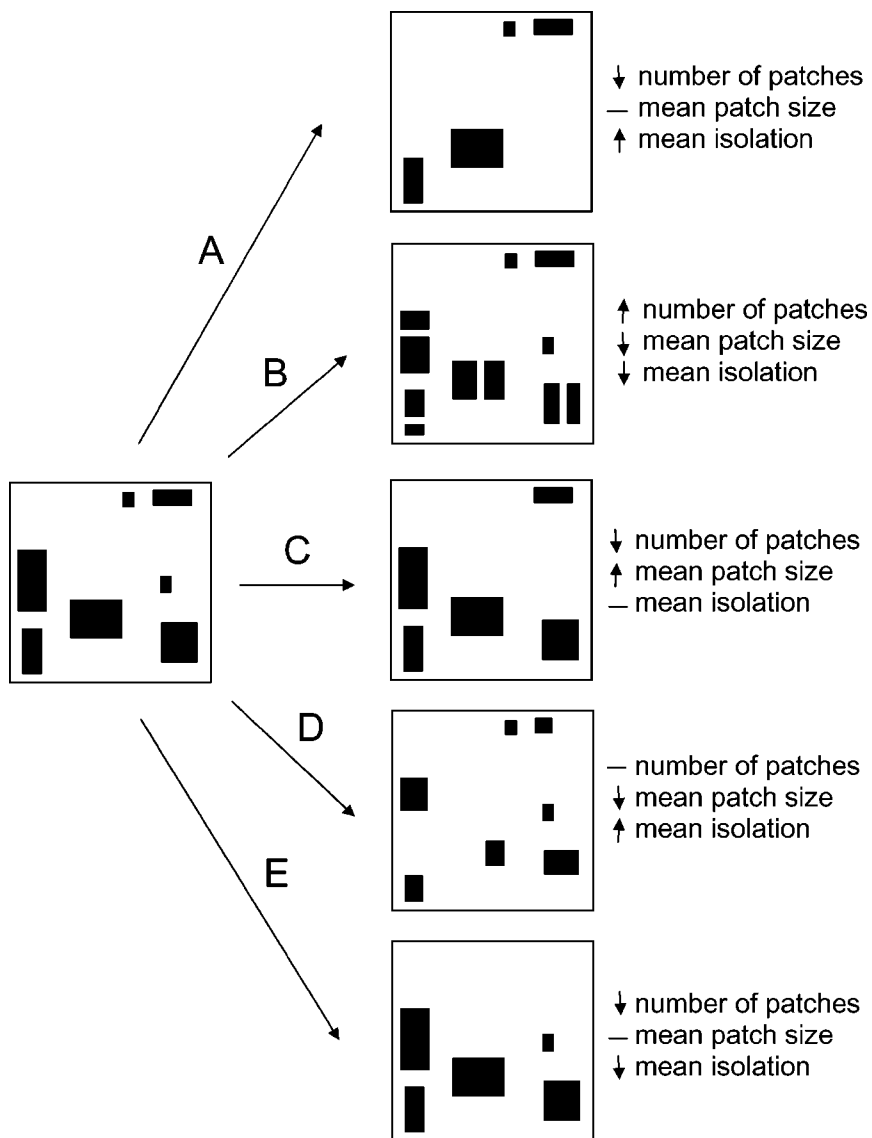 ↓ number of patches
— mean patch size
↑ mean isolation
A
↑ number of patches
↓ mean patch size
↓ mean isolation
B
↓ number of patches
↑ mean patch size
— mean isolation
C
D
— number of patches
↓ mean patch size
↑ mean isolation
E
↓ number of patches
— mean patch size
↓ mean isolation